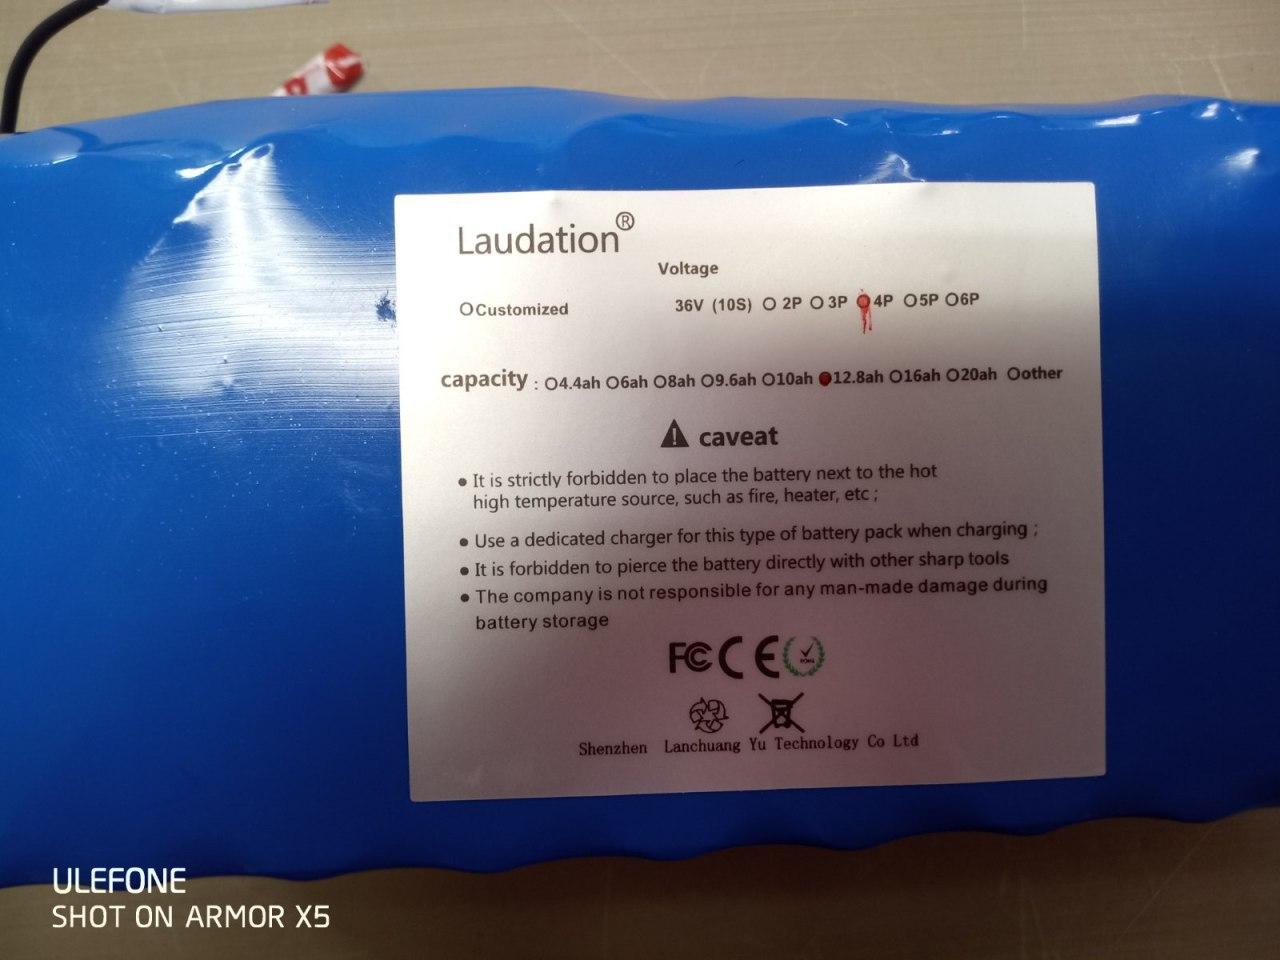 Laudation®
Voltage
Customized 36V (10S) 2P 3P 4P 5P 6P
capacity : 4.4ah 6ah 8ah 9.6ah 10ah 12.8ah 16ah 20ah other
caveat
• It is strictly forbidden to place the battery next to the hot
high temperature source, such as fire, heater, etc ;
• Use a dedicated charger for this type of battery pack when charging ;
• It is forbidden to pierce the battery directly with other sharp tools
• The company is not responsible for any man-made damage during
battery storage
FC CE
Shenzhen Lanchuang Yu Technology Co Ltd
ULEFONE
SHOT ON ARMOR X5